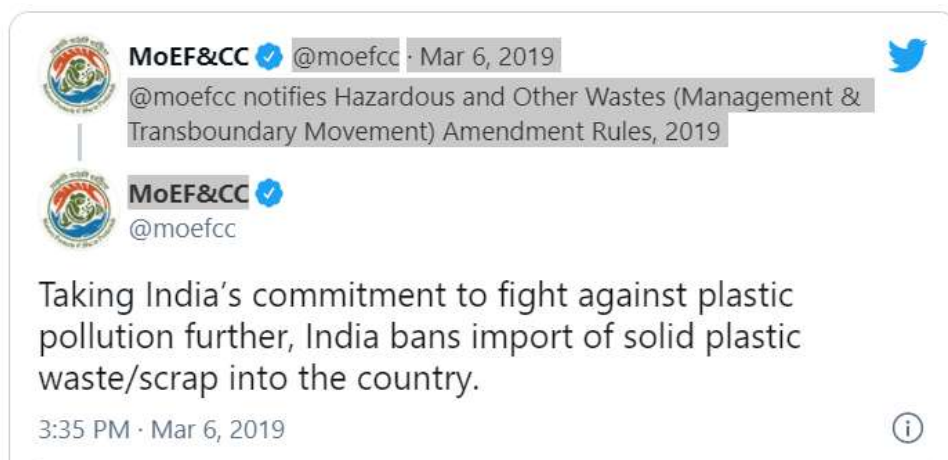 MoEF&CC @moefcc · Mar 6, 2019
@moefcc notifies Hazardous and Other Wastes (Management &
Transboundary Movement) Amendment Rules, 2019
MoEF&CC
@moefcc
Taking India's commitment to fight against plastic
pollution further, India bans import of solid plastic
waste/scrap into the country.
3:35 PM · Mar 6, 2019